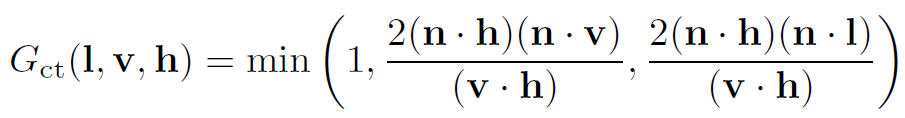 G_ct(l, v, h) = min(1, 2(n · h)(n · v)/(v · h), 2(n · h)(n · l)/(v · h))